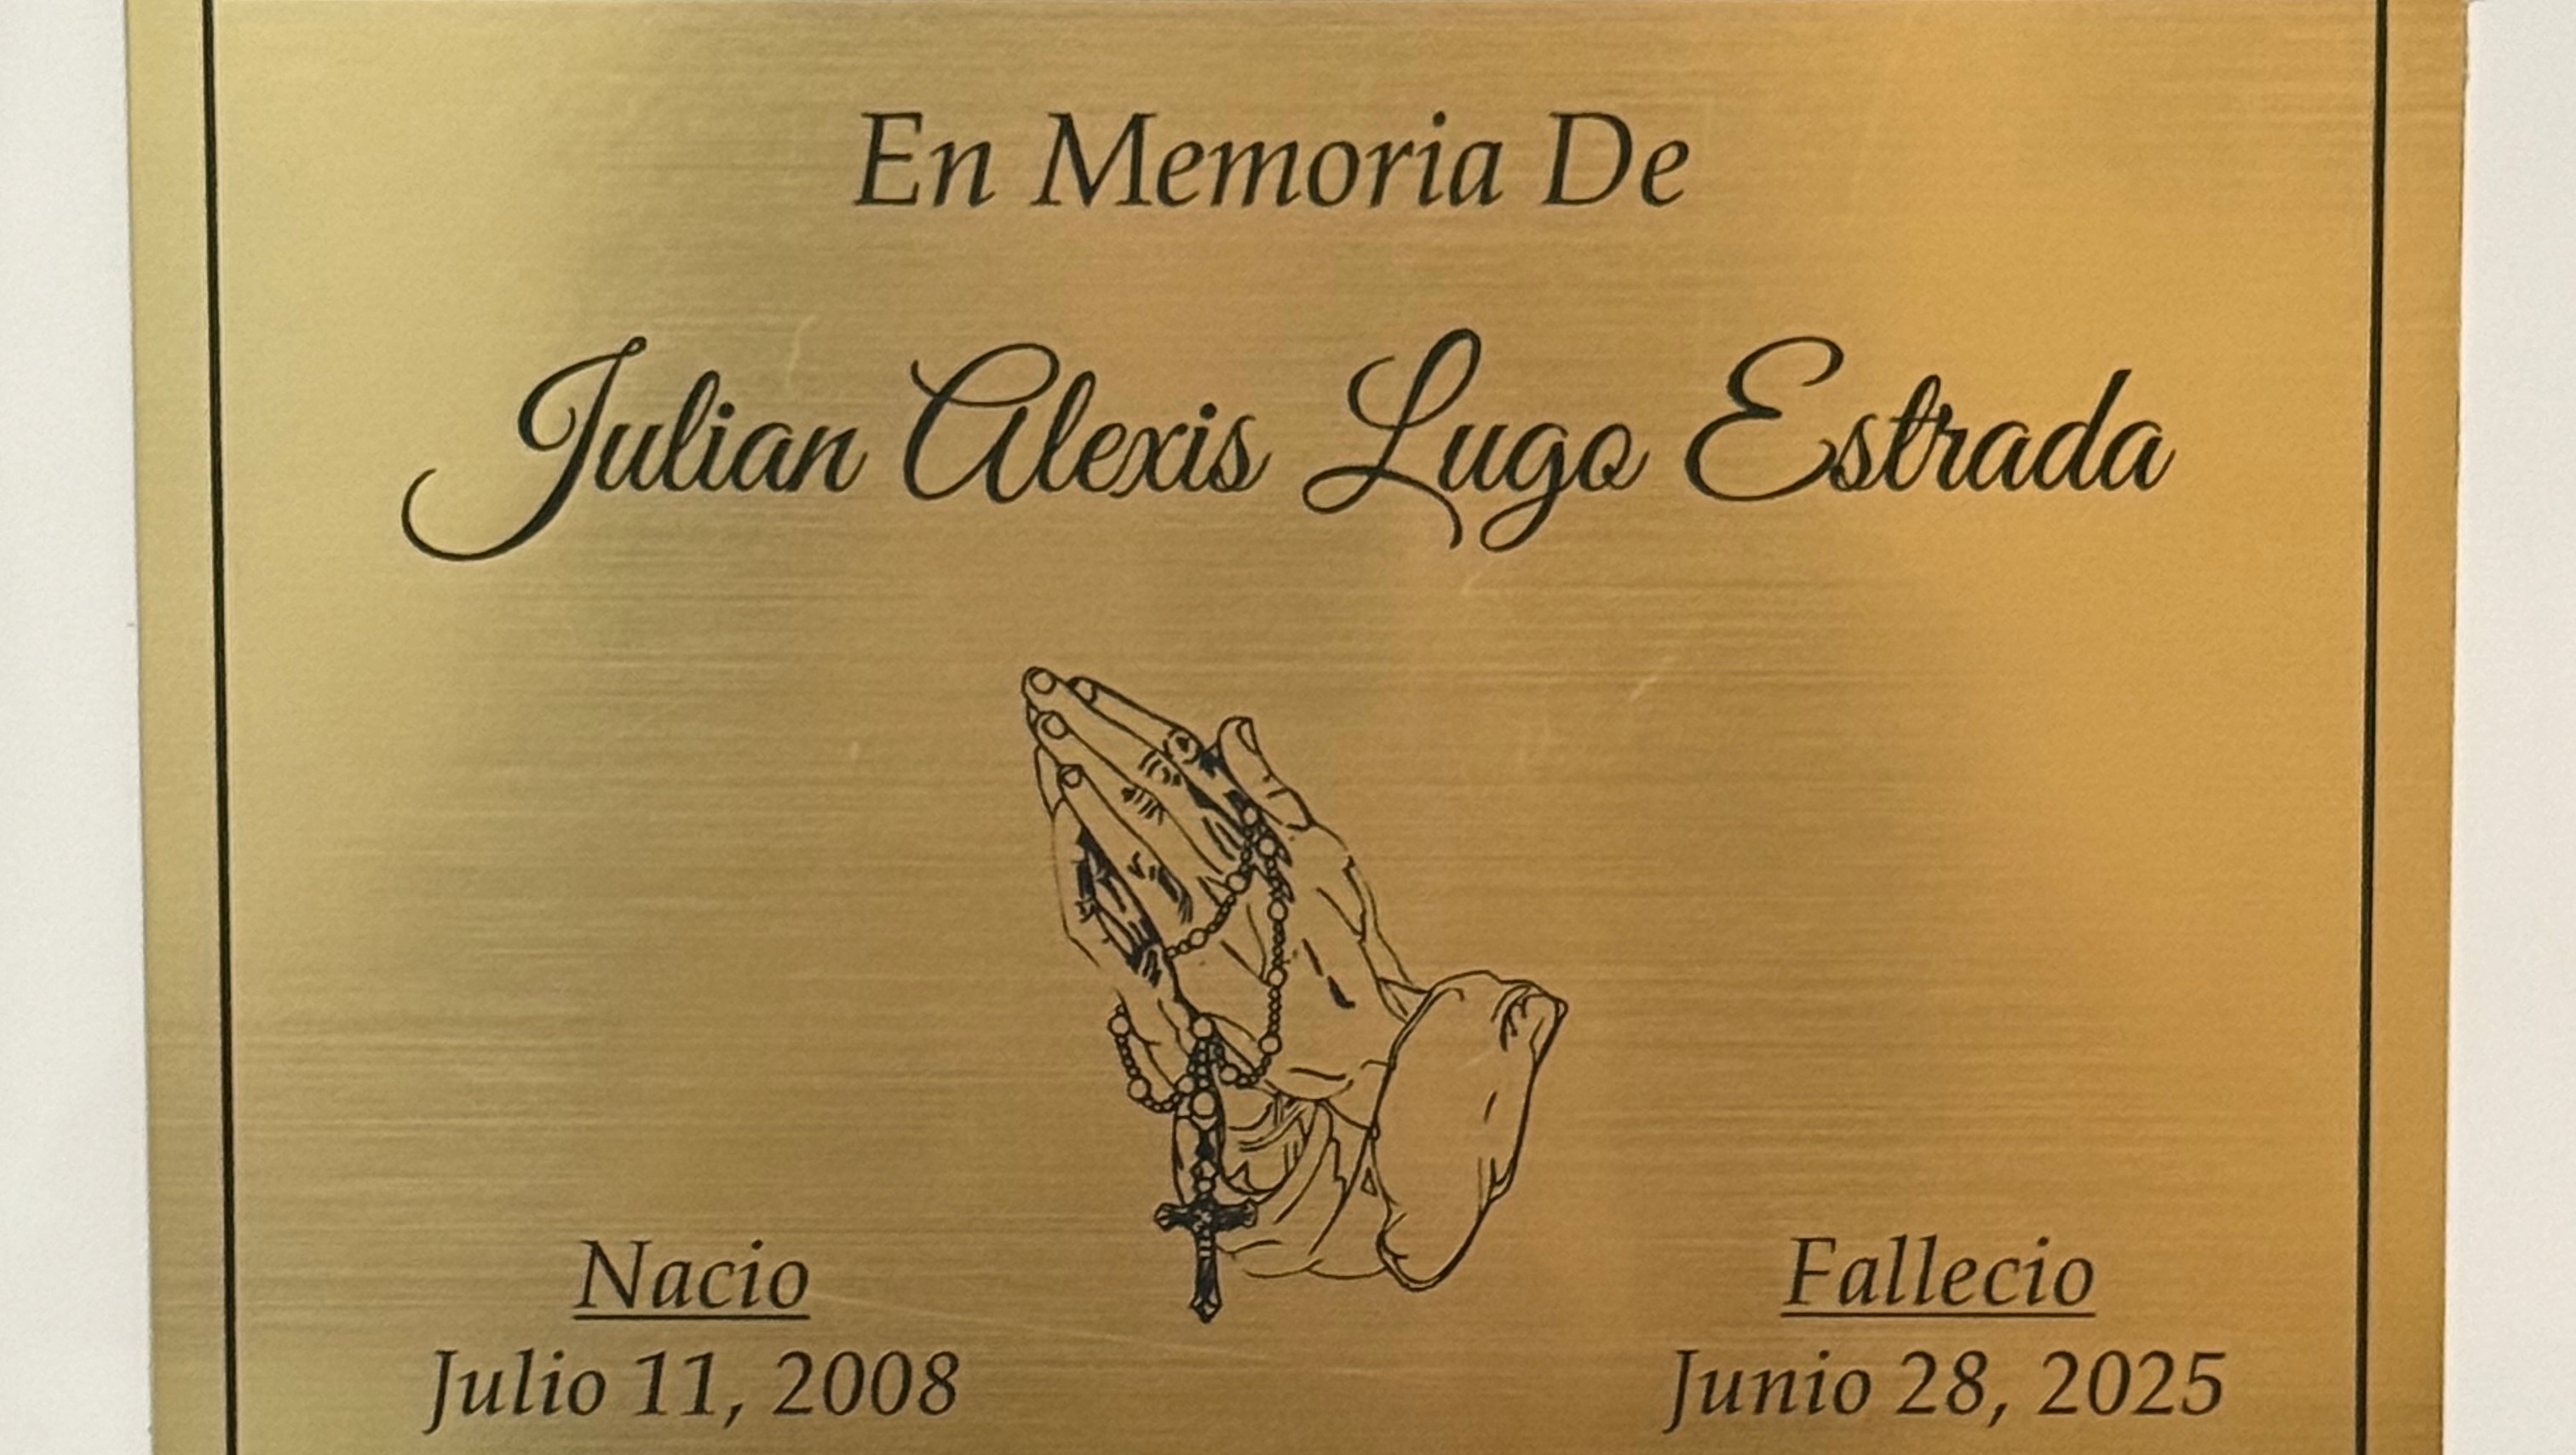 En Memoria De
Julian Alexis Lugo Estrada
Nacio
Julio 11, 2008
Fallecio
Junio 28, 2025